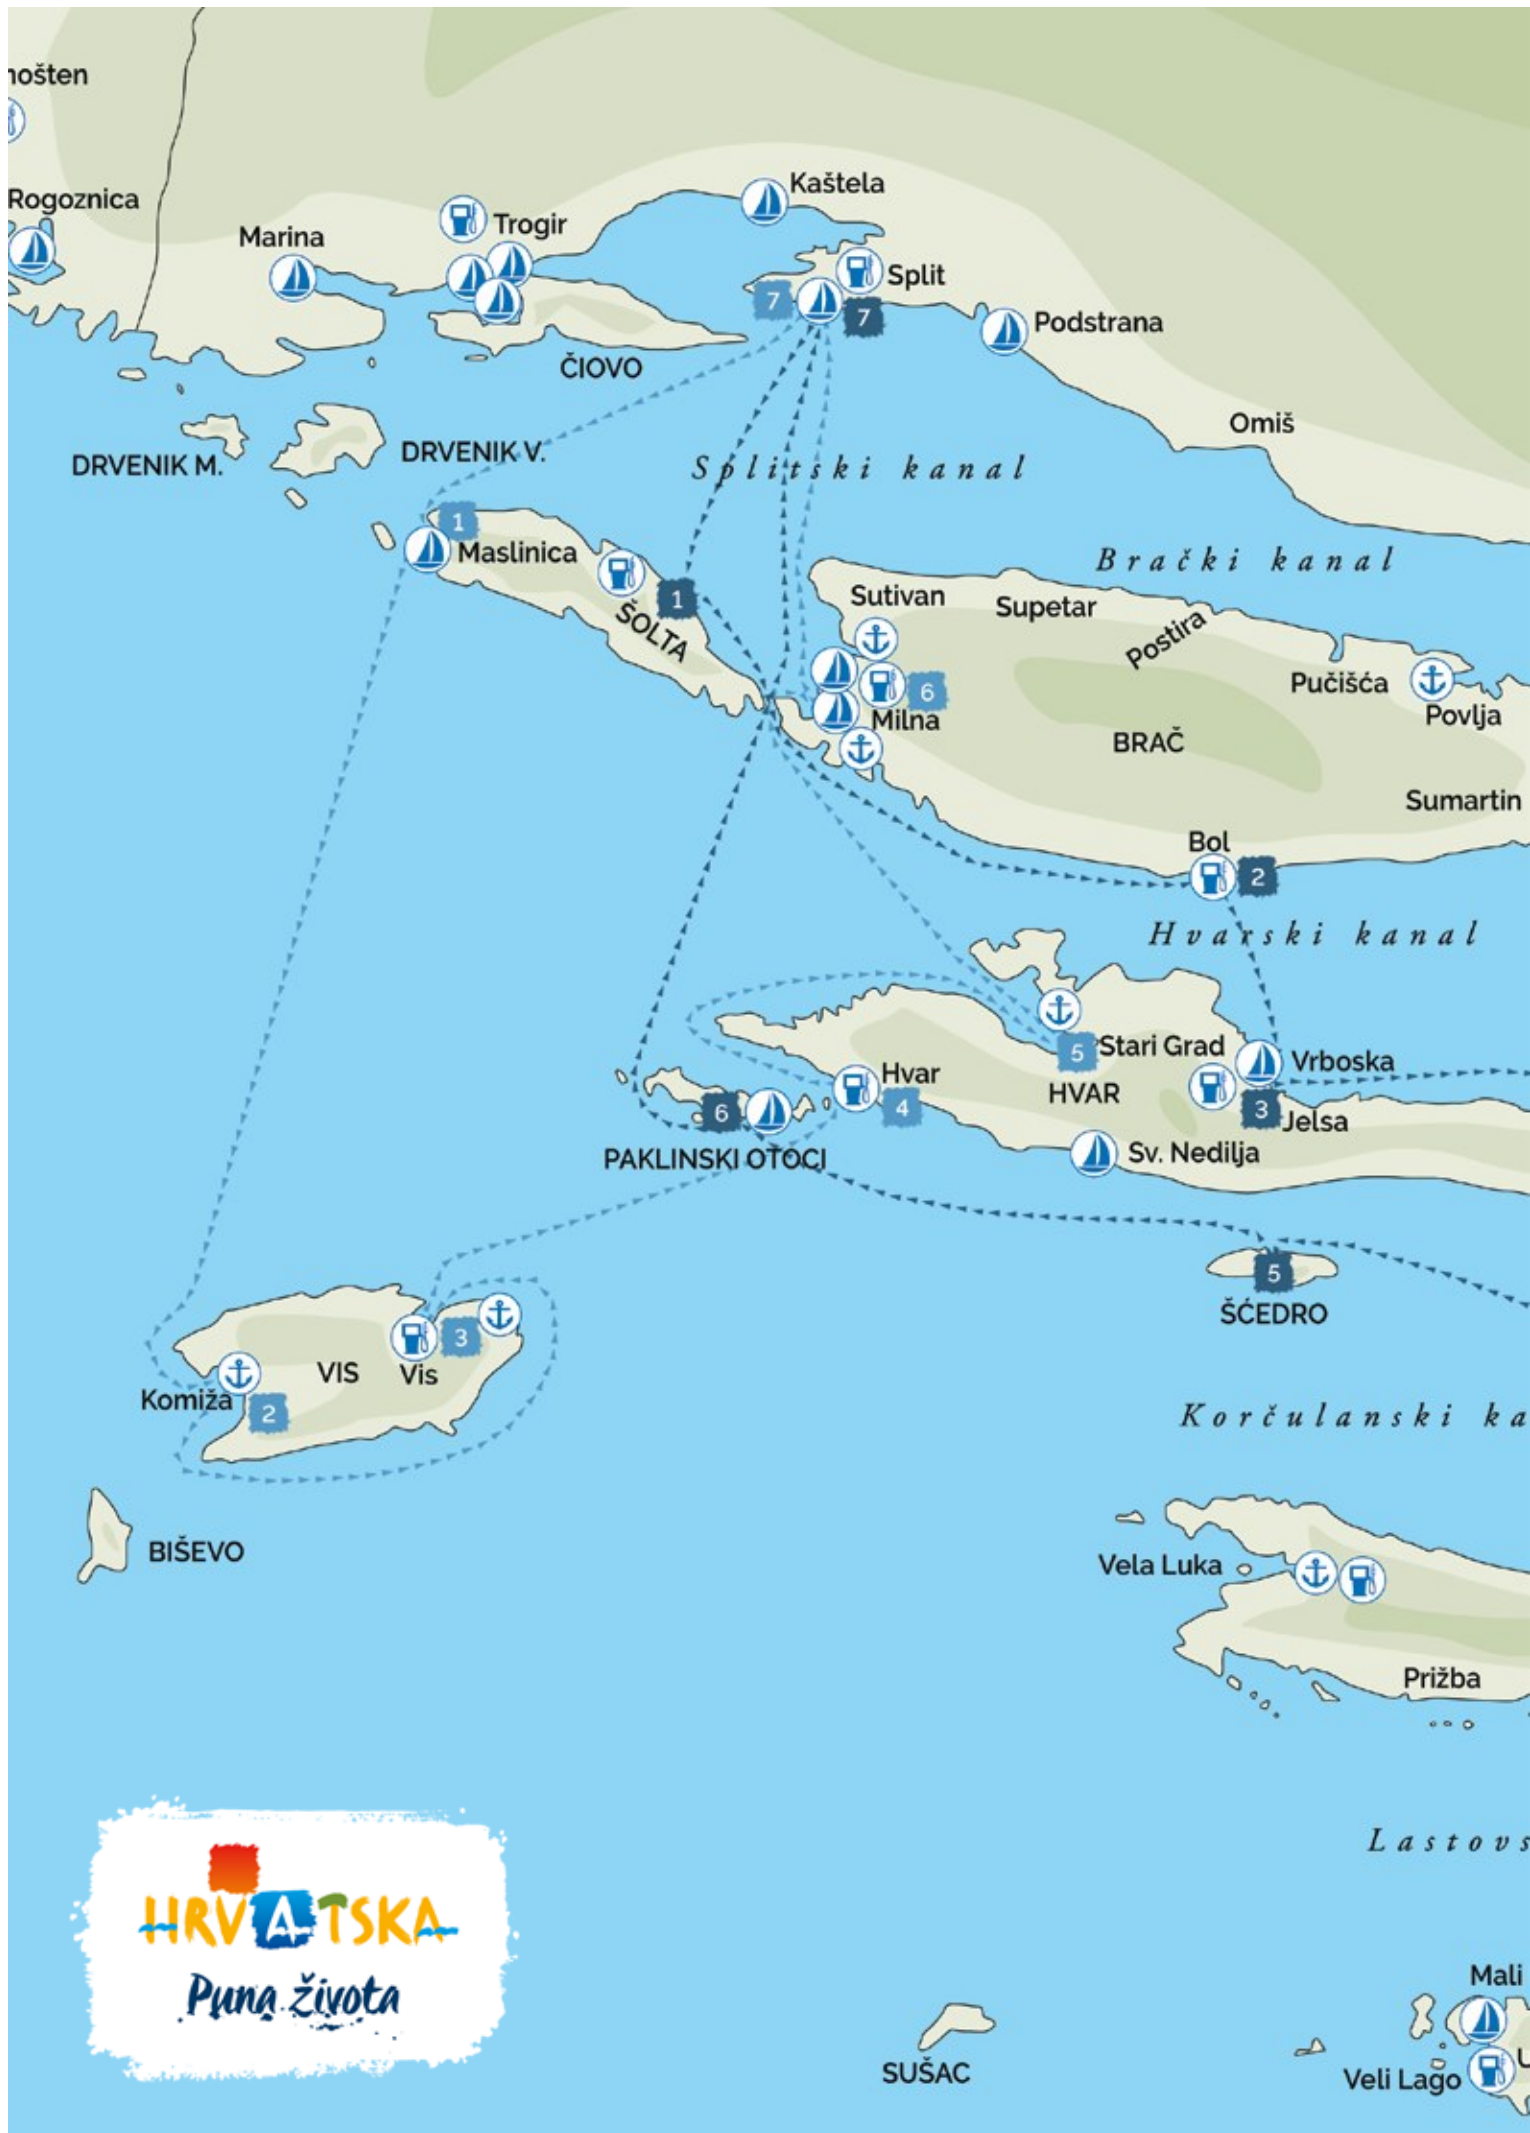 nošten
Rogoznica
Marina
Trogir
Kaštela
Split
7
7
Podstrana
ČIOVO
Omiš
DRVENIK M.
DRVENIK V.
Splitski kanal
1
Maslinica
Brački kanal
1
ŠOLTA
Sutivan
Supetar
Postira
Pučišća
Povlja
6
Milna
BRAČ
Sumartin
Bol
2
Hvarski kanal
5
Stari Grad
Vrboska
Hvar
4
HVAR
3
Jelsa
6
PAKLINSKI OTOCI
Sv. Nedilja
5
ŠĆEDRO
3
VIS
Vis
Komiža
2
Korčulanski ka
BIŠEVO
Vela Luka
Prižba
Lastovs
HRVATSKA
Puna života
Mali
SUŠAC
Veli Lago
U